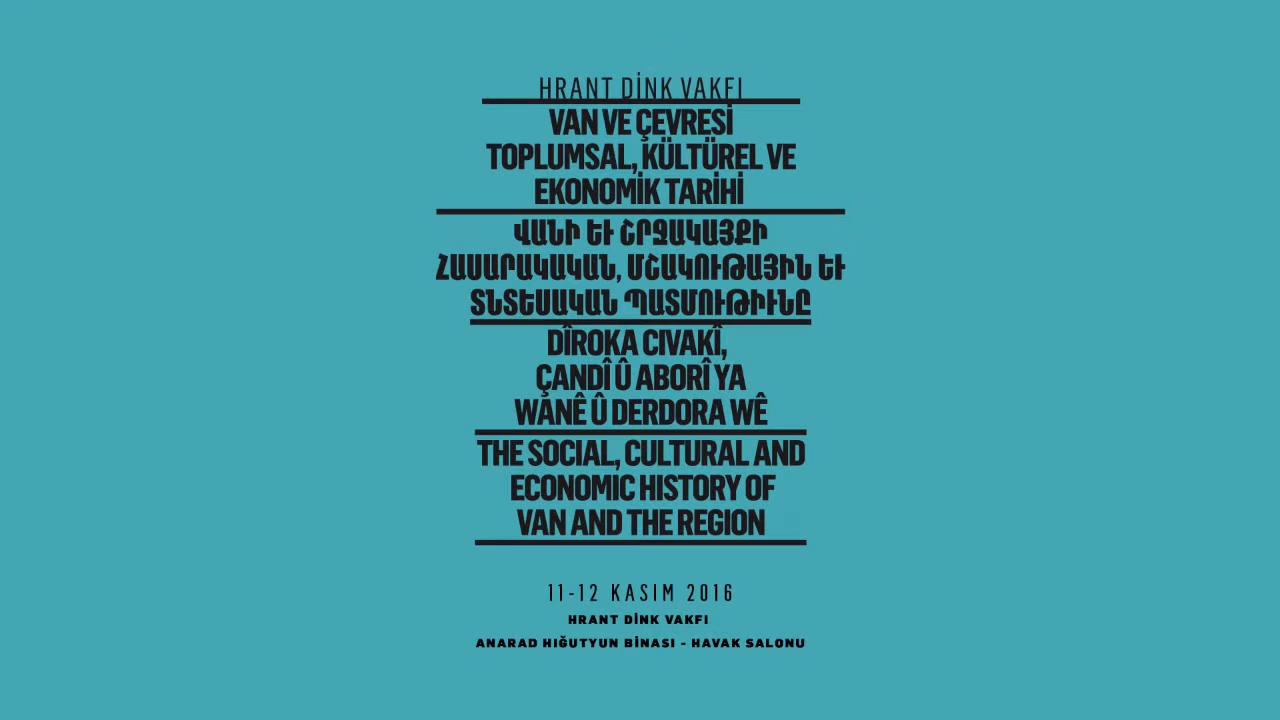 HRANT DİNK VAKFI
VAN VE ÇEVRESİ
TOPLUMSAL, KÜLTÜREL VE
EKONOMİK TARİHİ
ՎԱՆԻ ԵՒ ՇՐՋԱԿԱՅՔԻ
ՀԱՍԱՐԱԿԱԿԱՆ, ՄՇԱԿՈՒԹԱՅԻՆ ԵՒ
ՏՆՏԵՍԱԿԱՆ ՊԱՏՄՈՒԹԻՒՆԸ
DÎROKA CIVAKÎ,
ÇANDÎ Û ABORÎ YA
WANÊ Û DERDORA WÊ
THE SOCIAL, CULTURAL AND
ECONOMIC HISTORY OF
VAN AND THE REGION
11-12 KASIM 2016
HRANT DİNK VAKFI
ANARAD HIĞUTYUN BİNASI - HAVAK SALONU